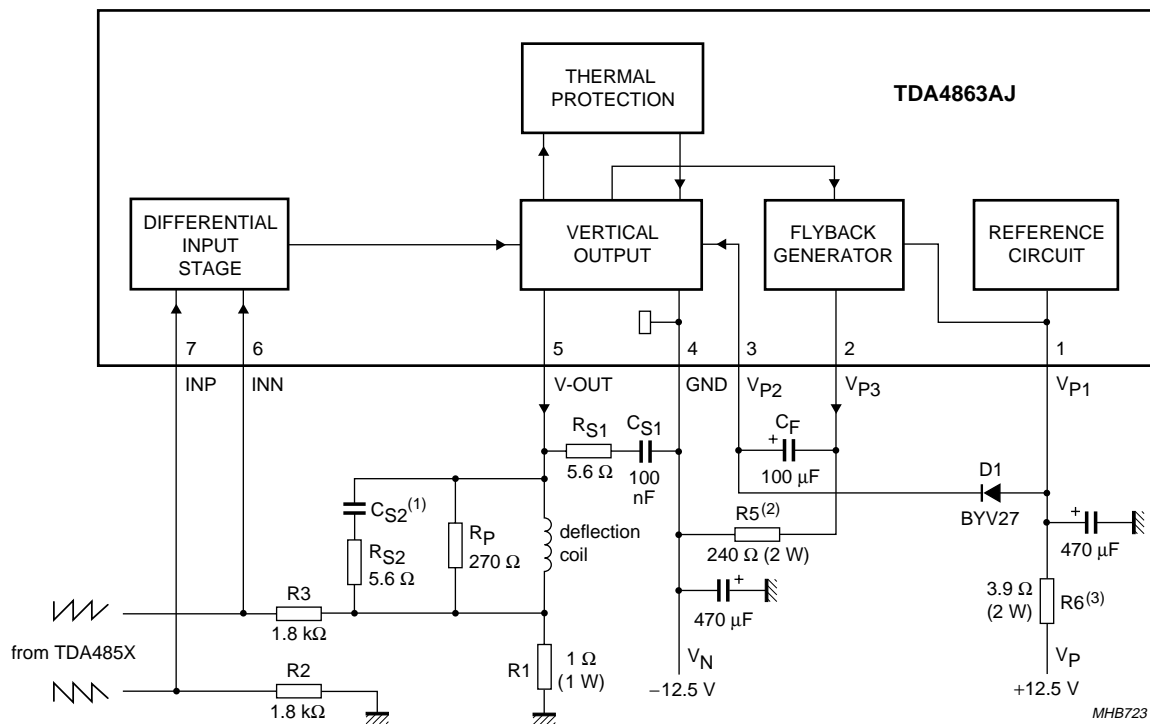 THERMAL
PROTECTION
TDA4863AJ
DIFFERENTIAL
INPUT
STAGE
VERTICAL
OUTPUT
FLYBACK
GENERATOR
REFERENCE
CIRCUIT
7 6 5 4 3 2 1
INP INN V-OUT GND VP2 VP3 VP1
RS1
5.6 Ω
CS1
100
nF
CF
+
100 µF
D1
BYV27
CS2(1)
RS2
5.6 Ω
RP
270 Ω
deflection
coil
R5(2)
240 Ω (2 W)
+
470 µF
+
470 µF
3.9 Ω
(2 W)
R6(3)
R3
1.8 kΩ
from TDA485X
R2
1.8 kΩ
R1
1 Ω
(1 W)
VN
−12.5 V
VP
+12.5 V
MHB723